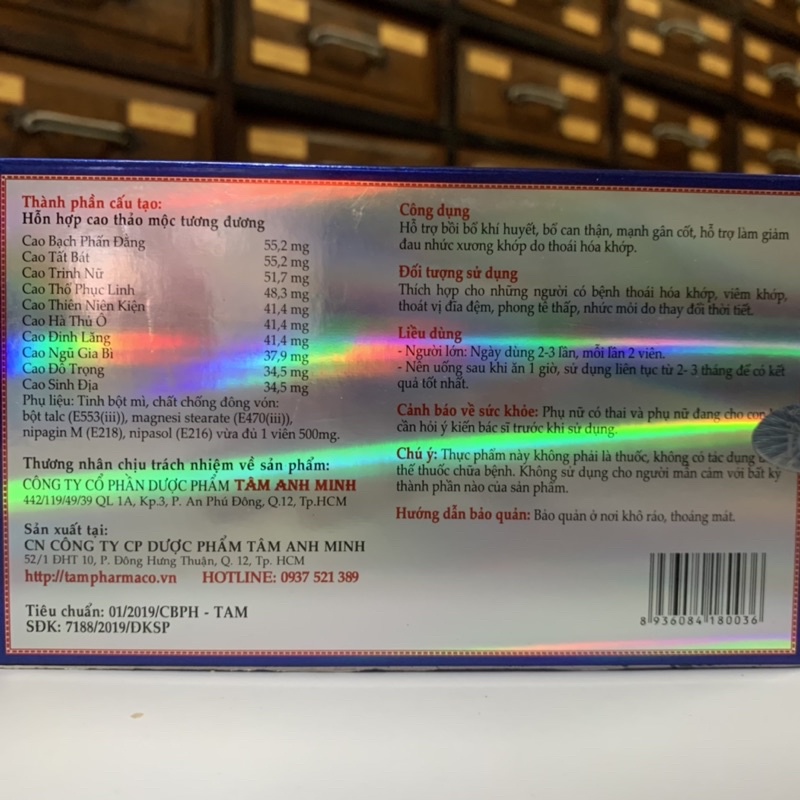 Thành phần cấu tạo:
Hỗn hợp cao thảo mộc tương đương
Cao Bạch Phấn Đằng 55,2 mg
Cao Tất Bát 55,2 mg
Cao Trinh Nữ 51,7 mg
Cao Thổ Phục Linh 48,3 mg
Cao Thiên Niên Kiện 41,4 mg
Cao Hà Thủ Ô 41,4 mg
Cao Đinh Lăng 41,4 mg
Cao Ngũ Gia Bì 37,9 mg
Cao Đỗ Trọng 34,5 mg
Cao Sinh Địa 34,5 mg
Phụ liệu: Tinh bột mì, chất chống đông vón:
bột talc (E553(iii)), magnesi stearate (E470(iii)),
nipagin M (E218), nipasol (E216) vừa đủ 1 viên 500mg.
Thương nhân chịu trách nhiệm về sản phẩm:
CÔNG TY CỔ PHẦN DƯỢC PHẨM TÂM ANH MINH
442/119/49/39 QL 1A, Kp.3, P. An Phú Đông, Q.12, Tp.HCM
Sản xuất tại:
CN CÔNG TY CP DƯỢC PHẨM TÂM ANH MINH
52/1 ĐHT 10, P. Đông Hưng Thuận, Q. 12, Tp. HCM
http://tampharmaco.vn HOTLINE: 0937 521 389
Tiêu chuẩn: 01/2019/CBPH - TAM
SĐK: 7188/2019/ĐKSP
Công dụng
Hỗ trợ bồi bổ khí huyết, bổ can thận, mạnh gân cốt, hỗ trợ làm giảm
đau nhức xương khớp do thoái hóa khớp.
Đối tượng sử dụng
Thích hợp cho những người có bệnh thoái hóa khớp, viêm khớp,
thoát vị đĩa đệm, phong tê thấp, nhức mỏi do thay đổi thời tiết.
Liều dùng
- Người lớn: Ngày dùng 2-3 lần, mỗi lần 2 viên.
- Nên uống sau khi ăn 1 giờ, sử dụng liên tục từ 2- 3 tháng để có kết
quả tốt nhất.
Cảnh báo về sức khỏe: Phụ nữ có thai và phụ nữ đang cho con
cần hỏi ý kiến bác sĩ trước khi sử dụng.
Chú ý: Thực phẩm này không phải là thuốc, không có tác dụng
thế thuốc chữa bệnh. Không sử dụng cho người mẫn cảm với bất kỳ
thành phần nào của sản phẩm.
Hướng dẫn bảo quản: Bảo quản ở nơi khô ráo, thoáng mát.
8 936084 180036